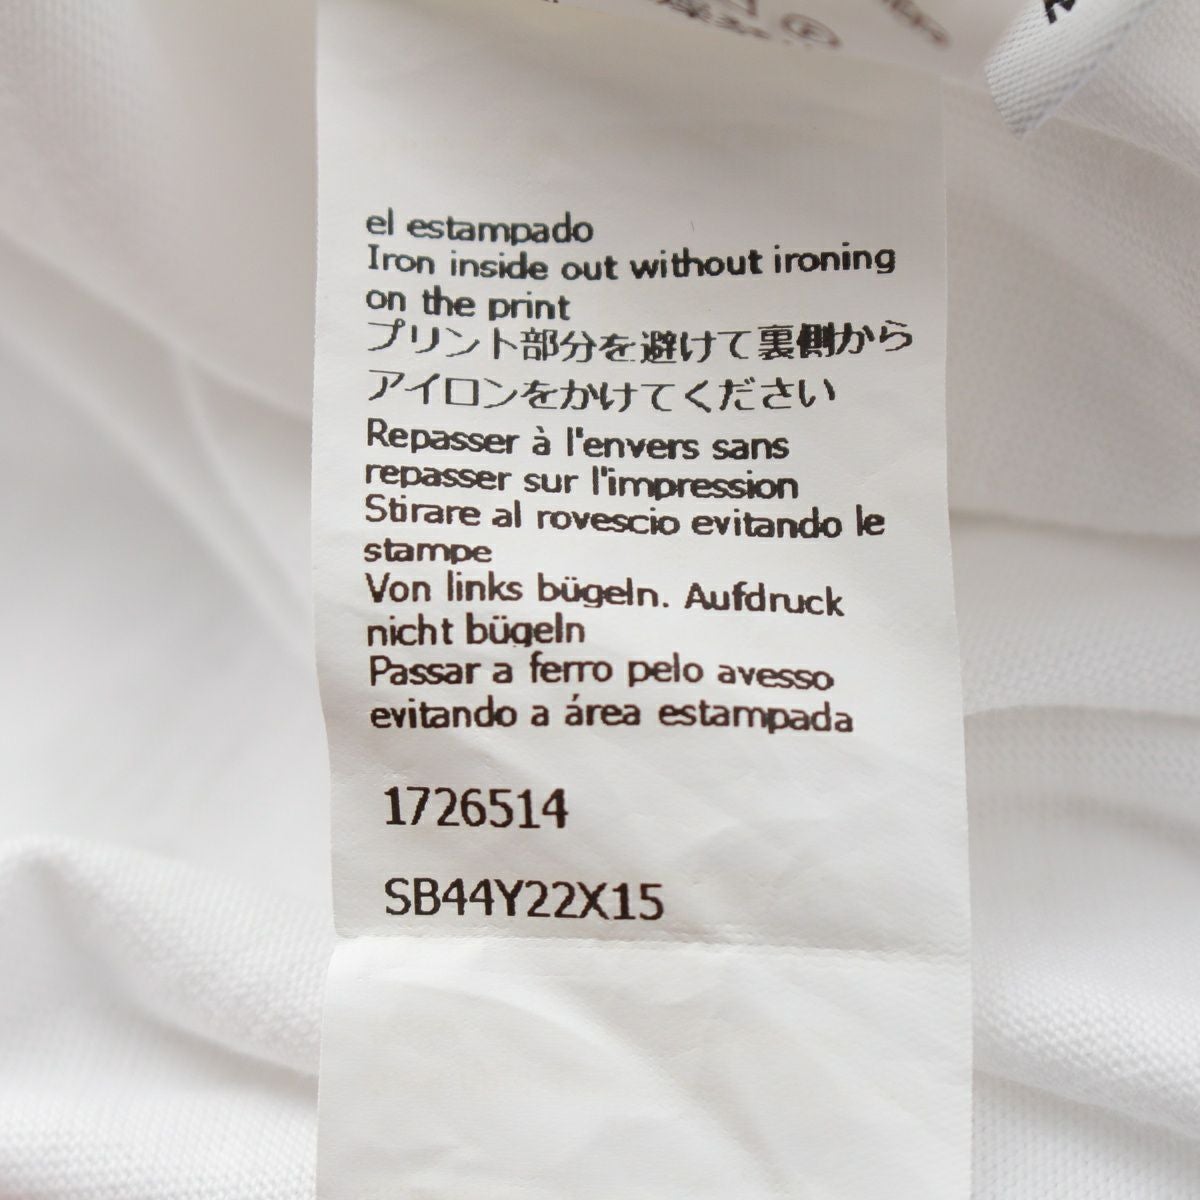 el estampado
Iron inside out without ironing
on the print
プリント部分を避けて裏側から
アイロンをかけてください
Repasser à l'envers sans
repasser sur l'impression
Stirare al rovescio evitando le
stampe
Von links bügeln. Aufdruck
nicht bügeln
Passar a ferro pelo avesso
evitando a área estampada
1726514
SB44Y22X15